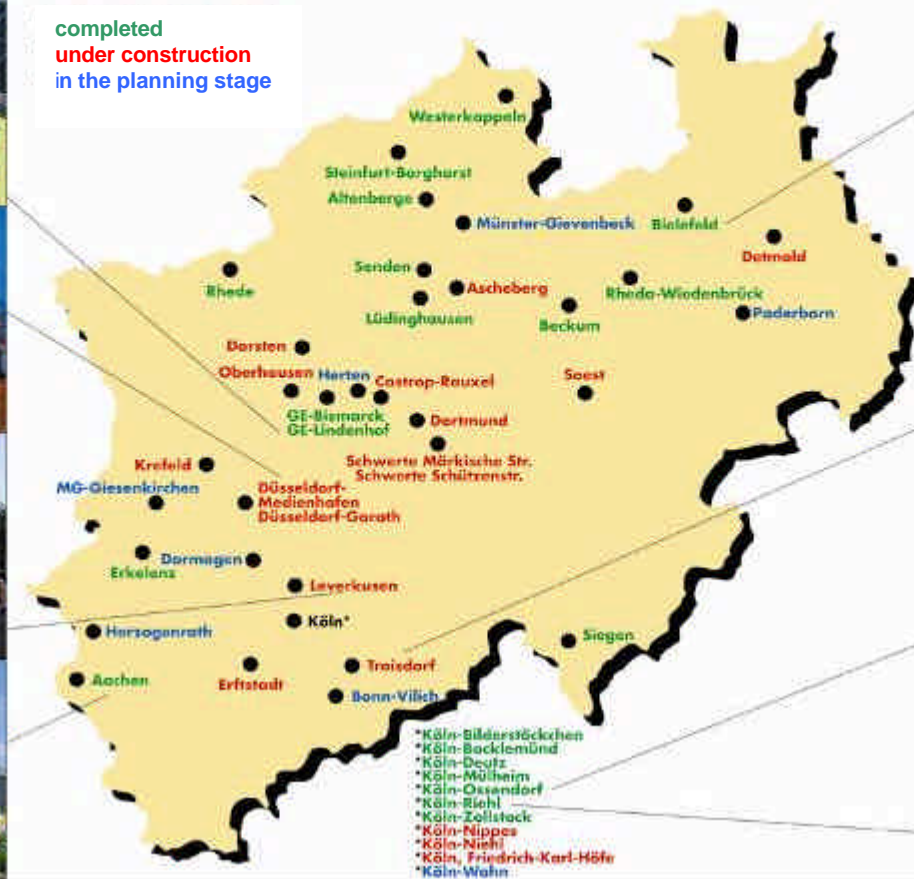 completed
under construction
in the planning stage
Westerkappeln
Steinfurt-Borghorst
Altenberge
Münster-Gievenbeck
Bielefeld
Detmold
Senden
Rhede
Ascheberg
Rheda-Wiedenbrück
Lüdinghausen
Beckum
Paderborn
Dorsten
Oberhausen
Herten
Castrop-Rauxel
Soest
GE-Bismarck
GE-Lindenhof
Dortmund
Krefeld
Schwerte Märkische Str.
Schwerte Schützenstr.
MG-Giesenkirchen
Düsseldorf-
Medienhafen
Düsseldorf-Garath
Erkelenz
Dormagen
Leverkusen
Köln*
Herzogenrath
Siegen
Aachen
Erftstadt
Troisdorf
Bonn-Vilich
*Köln-Bilderstöckchen
*Köln-Bocklemünd
*Köln-Deutz
*Köln-Mülheim
*Köln-Ossendorf
*Köln-Riehl
*Köln-Zollstock
*Köln-Nippes
*Köln-Niehl
*Köln, Friedrich-Karl-Höfe
*Köln-Wahn